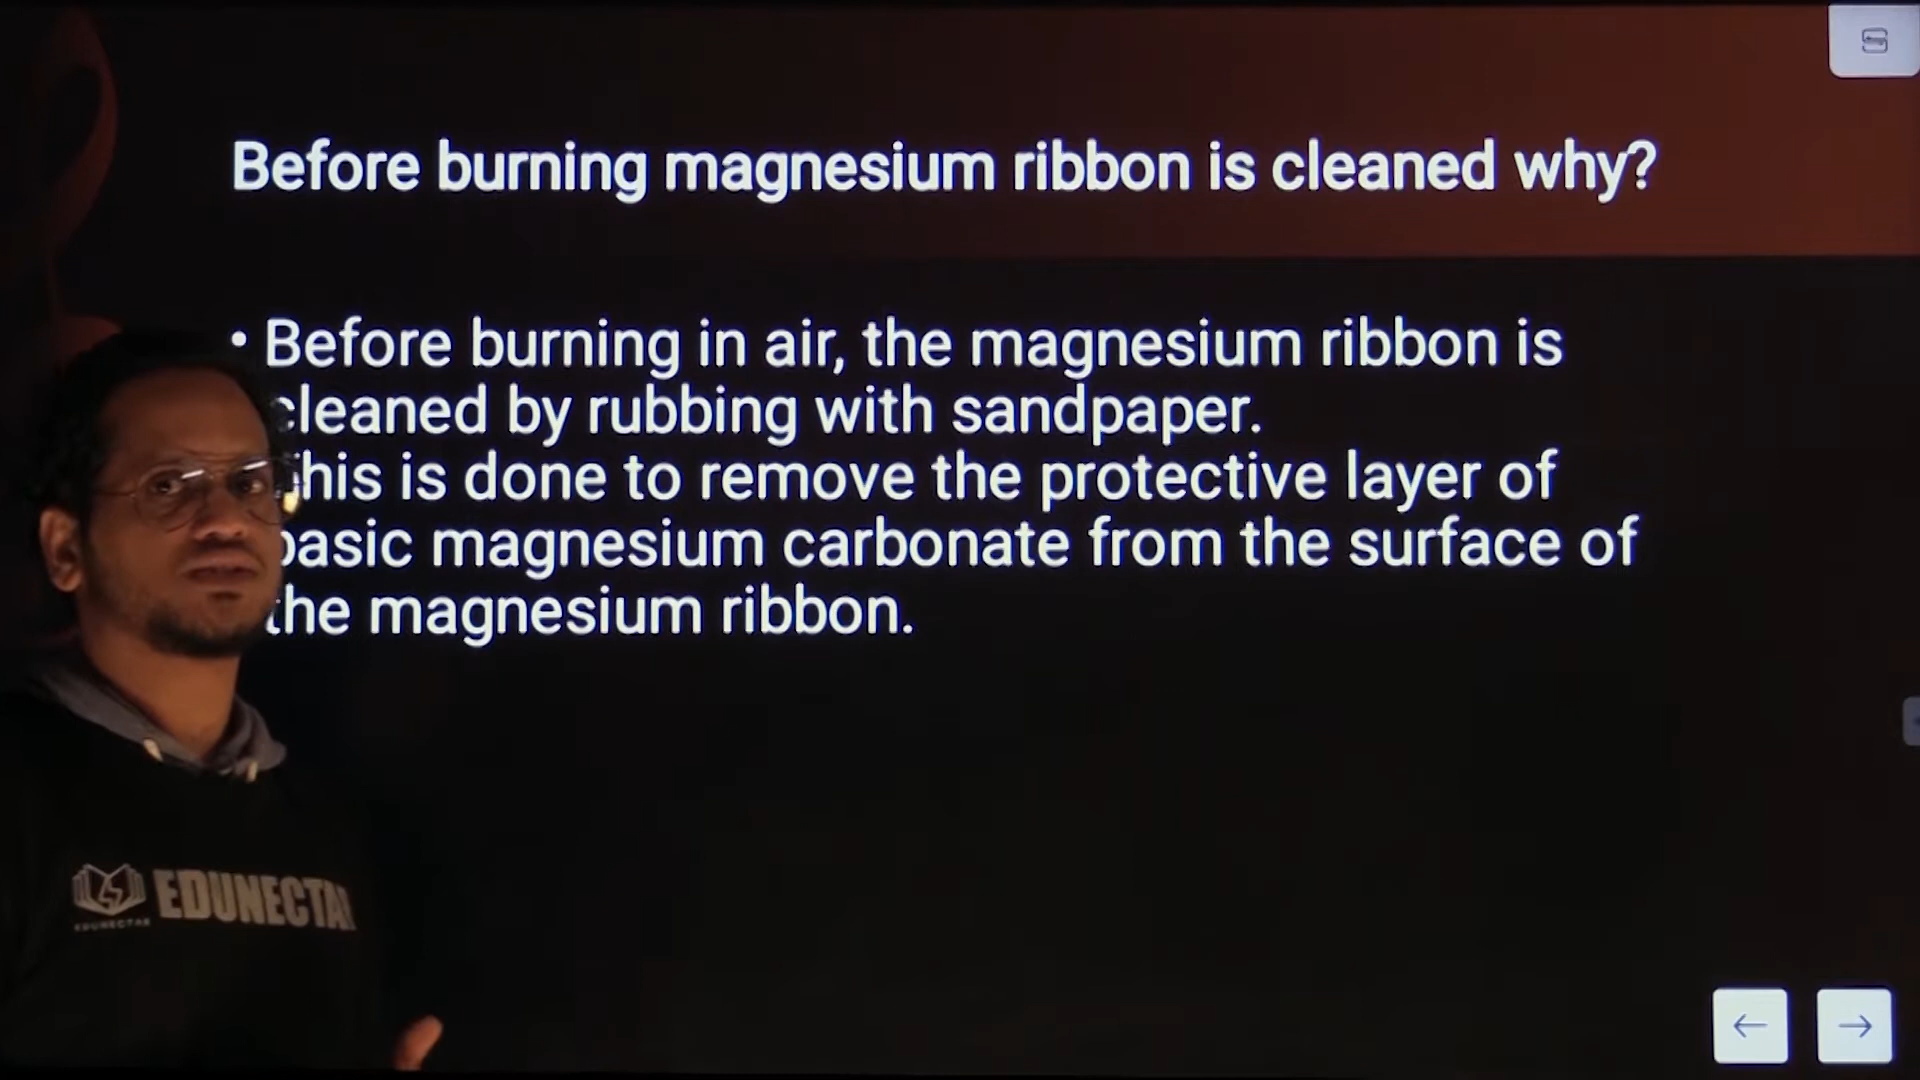 Before burning magnesium ribbon is cleaned why?
• Before burning in air, the magnesium ribbon is
cleaned by rubbing with sandpaper.
This is done to remove the protective layer of
basic magnesium carbonate from the surface of
the magnesium ribbon.
EDUNECTAR
EDUNECTAR